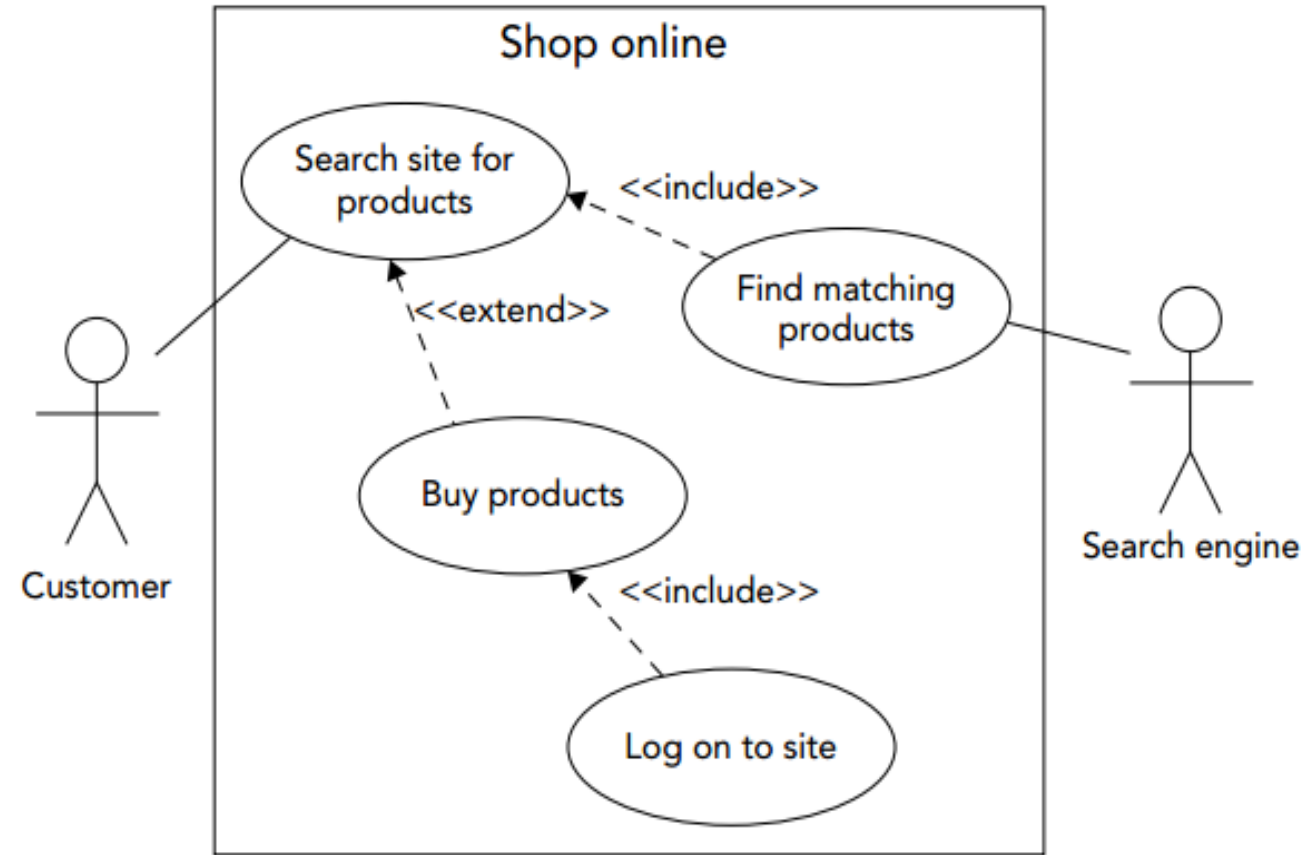 Shop online
Search site for
products
<<include>>
Find matching
products
<<extend>>
Buy products
Customer
Search engine
<<include>>
Log on to site